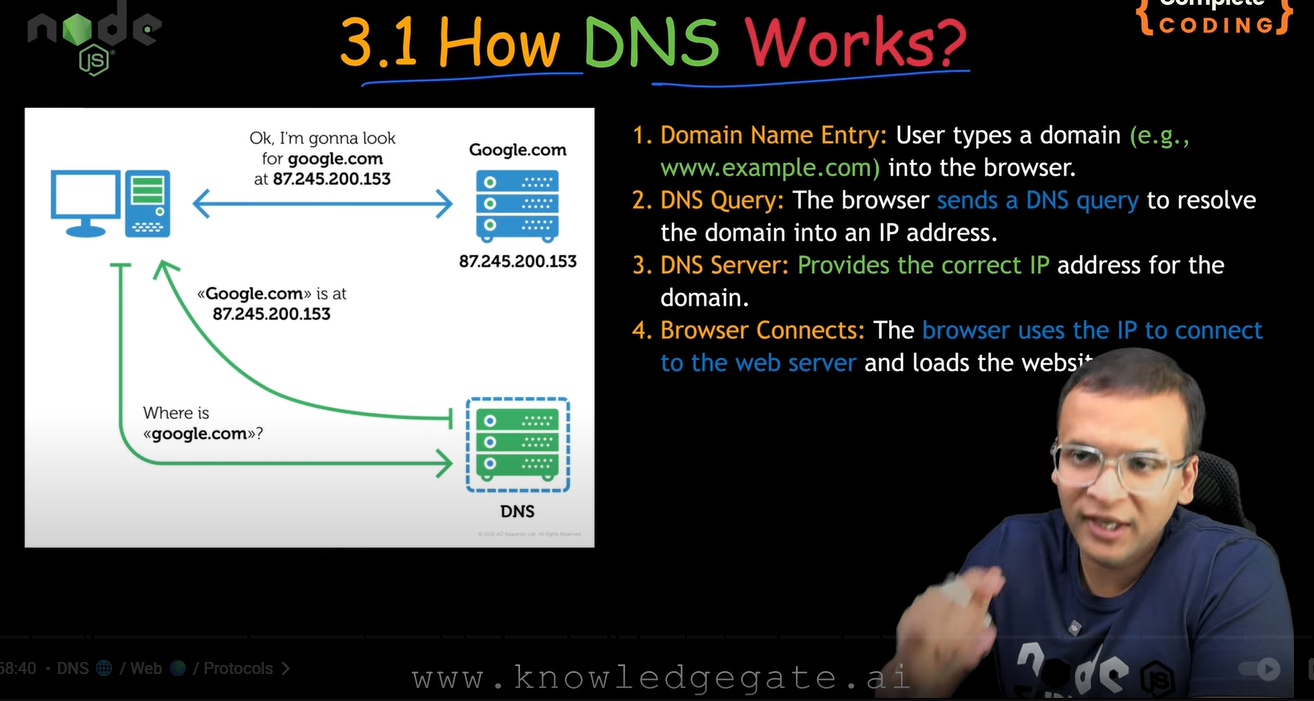 node
JS
3.1 How DNS Works?
Complete
{ CODING }
Ok, I'm gonna look
for google.com
at 87.245.200.153
Google.com
87.245.200.153
«Google.com» is at
87.245.200.153
Where is
«google.com»?
DNS
1. Domain Name Entry: User types a domain (e.g.,
www.example.com) into the browser.
2. DNS Query: The browser sends a DNS query to resolve
the domain into an IP address.
3. DNS Server: Provides the correct IP address for the
domain.
4. Browser Connects: The browser uses the IP to connect
to the web server and loads the websit
58:40 • DNS 🌐 / Web 🌍 / Protocols >
www.knowledgegate.ai
node
JS